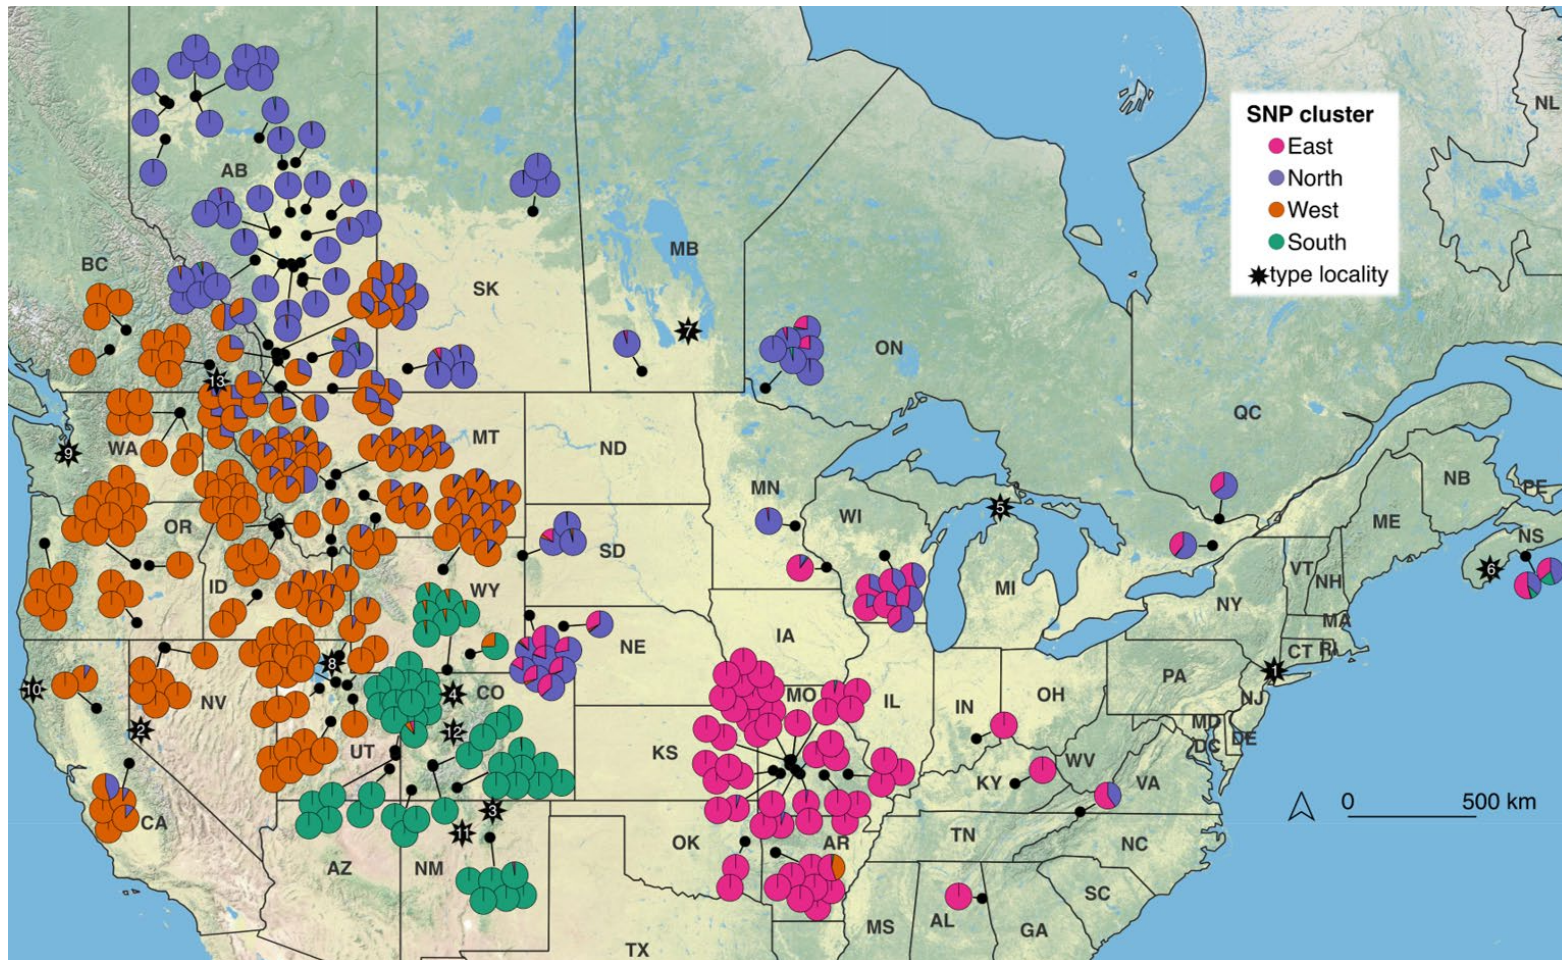 NL
SNP cluster
East
North
West
South
type locality
AB
BC
SK
MB
ON
QC
7
13
WA
9
MT
ND
MN
WI
5
MI
NB
PE
ME
NS
6
OR
ID
WY
SD
VT
NH
NY
MA
CT
RI
1
NE
IA
PA
NJ
8
10
2
NV
UT
CO
4
12
KS
MO
IL
IN
OH
MD
DE
DC
WV
KY
VA
CA
3
11
AZ
NM
OK
AR
TN
NC
0
500 km
MS
AL
GA
SC
TX